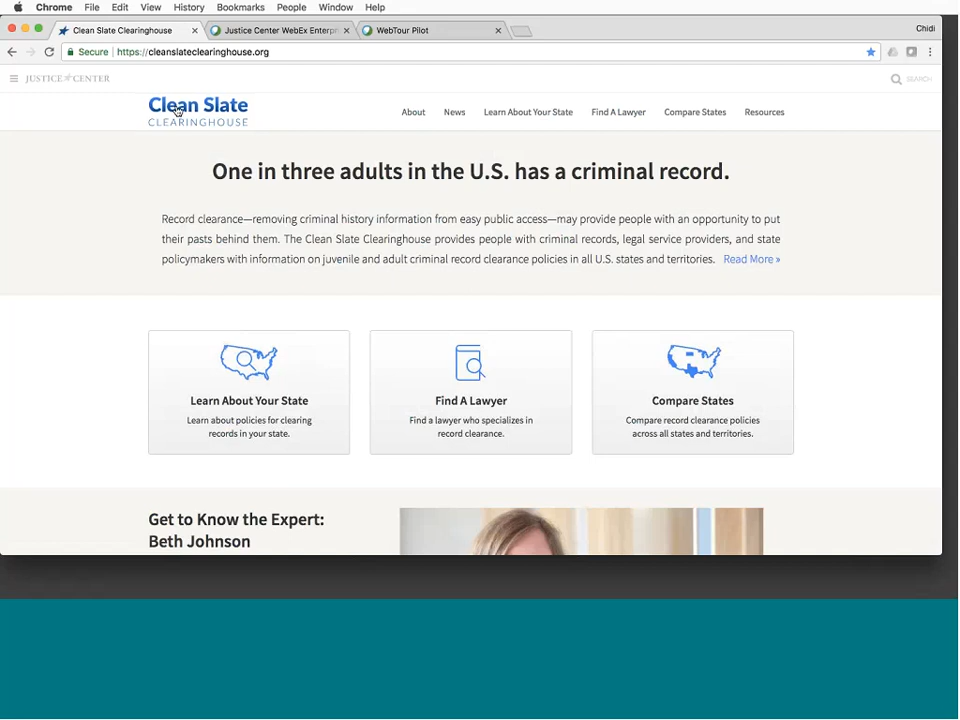 Chrome File Edit View History Bookmarks People Window Help
Clean Slate Clearinghouse Justice Center WebEx Enterpr WebTour Pilot Chidi
Secure https://cleanslateclearinghouse.org
JUSTICE CENTER SEARCH
Clean Slate
CLEARINGHOUSE
About News Learn About Your State Find A Lawyer Compare States Resources
One in three adults in the U.S. has a criminal record.
Record clearance—removing criminal history information from easy public access—may provide people with an opportunity to put
their pasts behind them. The Clean Slate Clearinghouse provides people with criminal records, legal service providers, and state
policymakers with information on juvenile and adult criminal record clearance policies in all U.S. states and territories. Read More »
Learn About Your State
Learn about policies for clearing
records in your state.
Find A Lawyer
Find a lawyer who specializes in
record clearance.
Compare States
Compare record clearance policies
across all states and territories.
Get to Know the Expert:
Beth Johnson